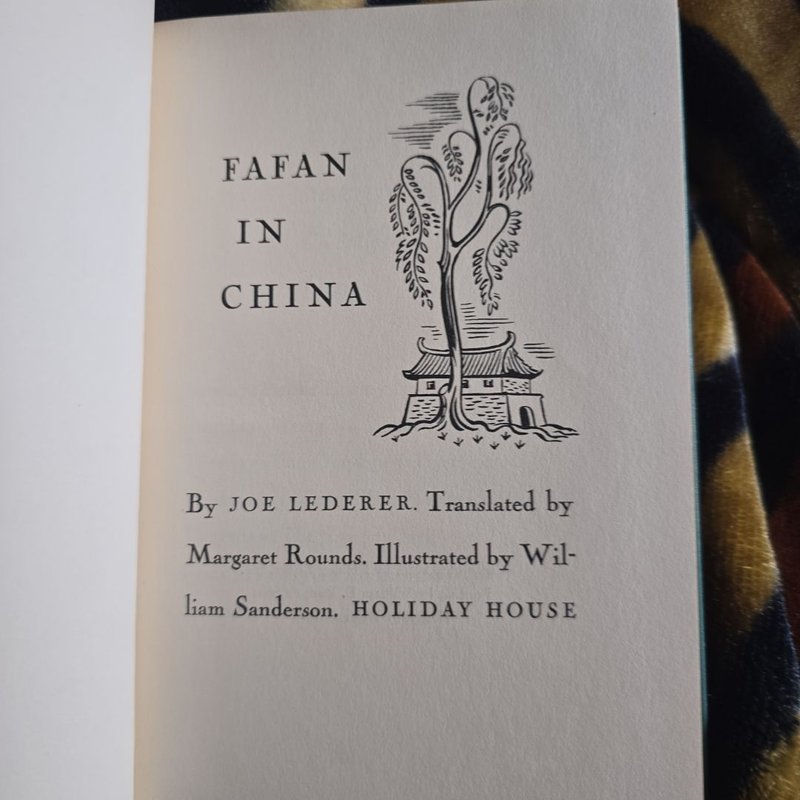 FAFAN
IN
CHINA
By JOE LEDERER. Translated by
Margaret Rounds. Illustrated by Wil-
liam Sanderson. HOLIDAY HOUSE